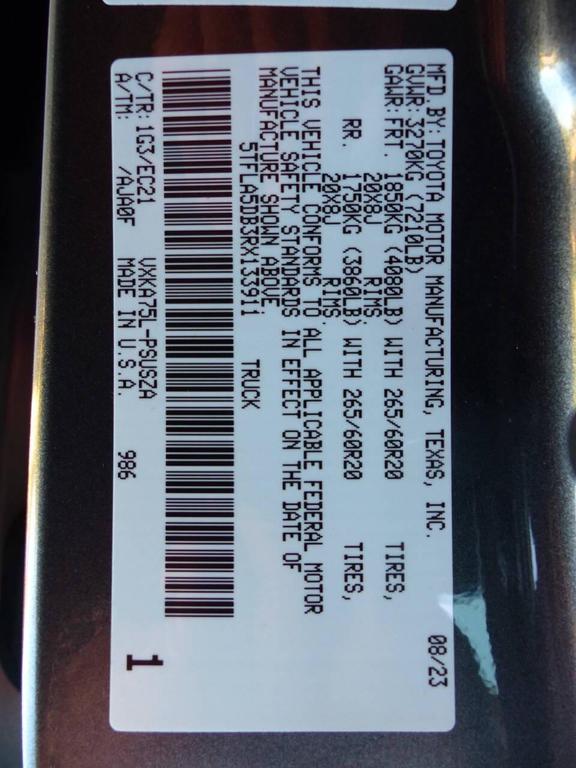 MFD. BY: TOYOTA MOTOR MANUFACTURING, TEXAS, INC. 08/23
GVWR: 3270KG (7210LB)
GAWR: FRT. 1850KG (4080LB) WITH 265/60R20 TIRES,
20X8J RIMS.
RR. 1750KG (3860LB) WITH 265/60R20 TIRES,
20X8J RIMS.
THIS VEHICLE CONFORMS TO ALL APPLICABLE FEDERAL MOTOR
VEHICLE SAFETY STANDARDS IN EFFECT ON THE DATE OF
MANUFACTURE SHOWN ABOVE.
5TFLA5DB3RX133911 TRUCK
C/TR: 1G3/EC21 VXKA75L-PSUSZA
A/TM: /AJA0F MADE IN U.S.A. 986 1